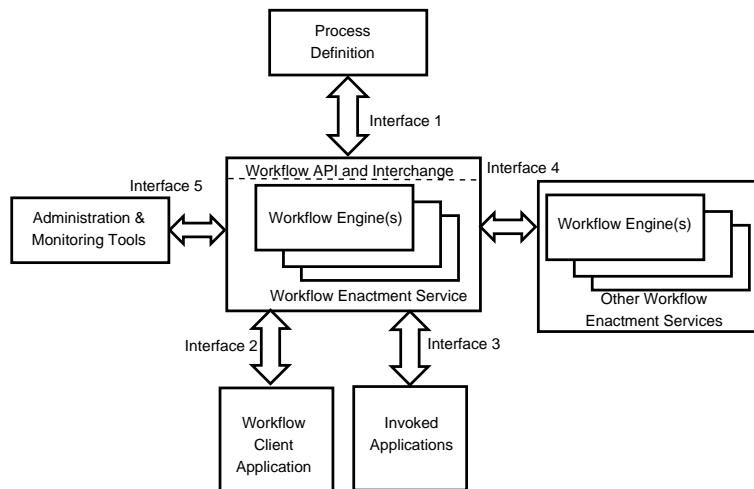 Process
Definition
Interface 1
Workflow API and Interchange
Interface 4
Interface 5
Administration &
Monitoring Tools
Workflow Engine(s)
Workflow Engine(s)
Workflow Enactment Service
Other Workflow
Enactment Services
Interface 2
Interface 3
Workflow
Client
Application
Invoked
Applications